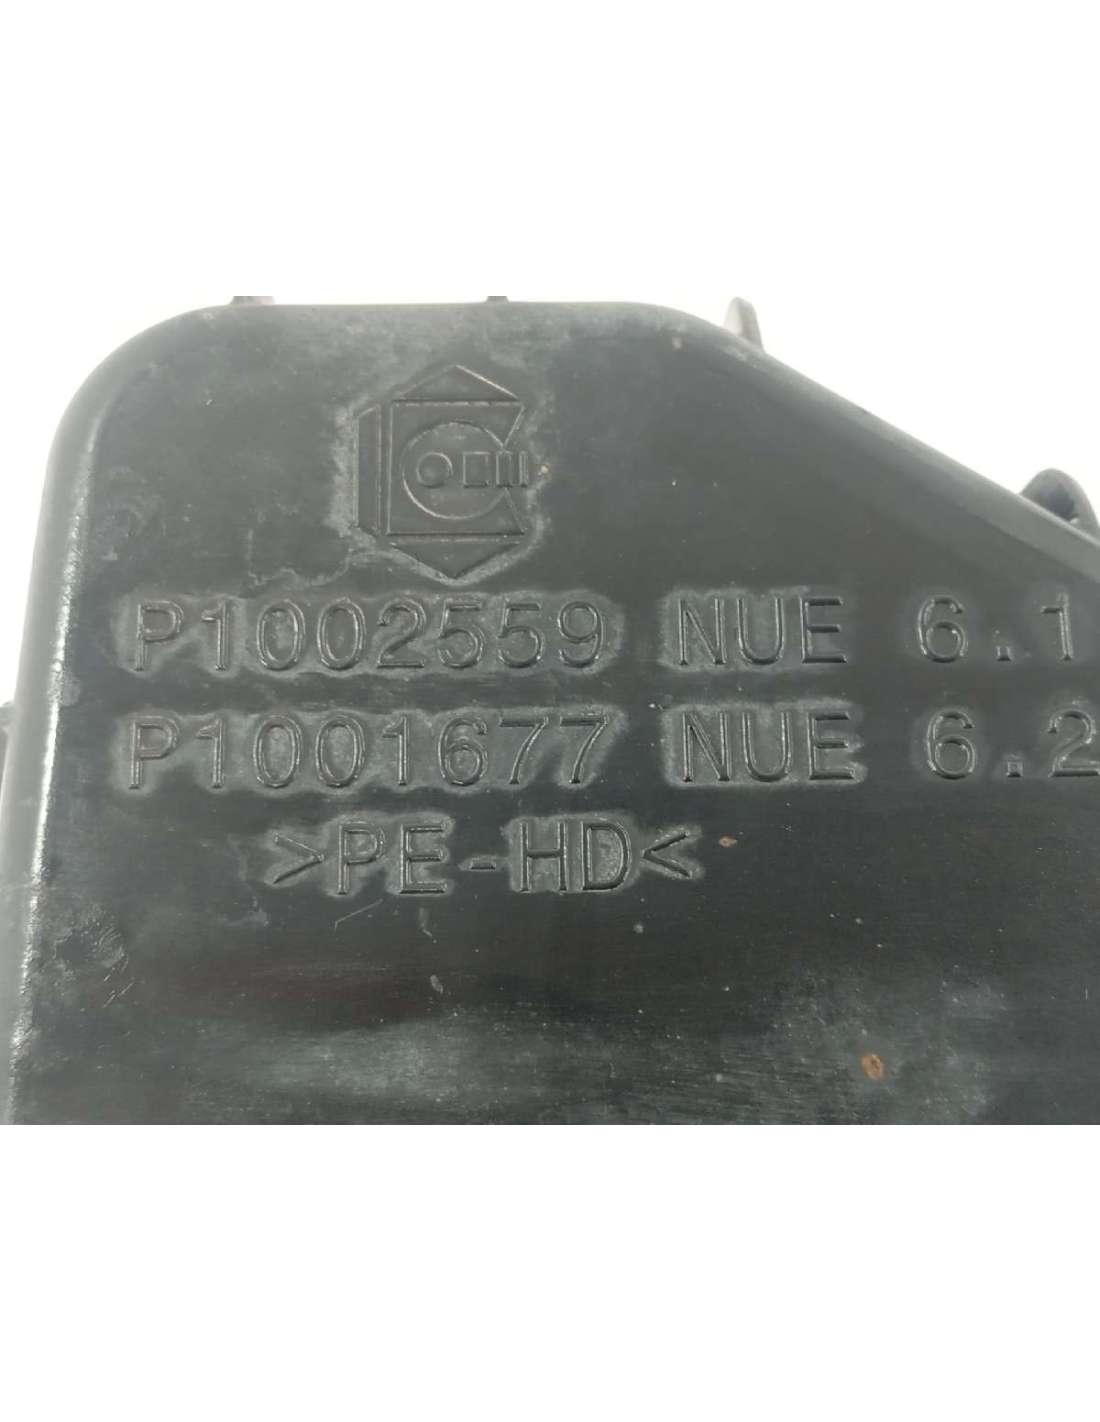 P1002559 NUE 6.1
P1001677 NUE 6.2
>PE-HD<